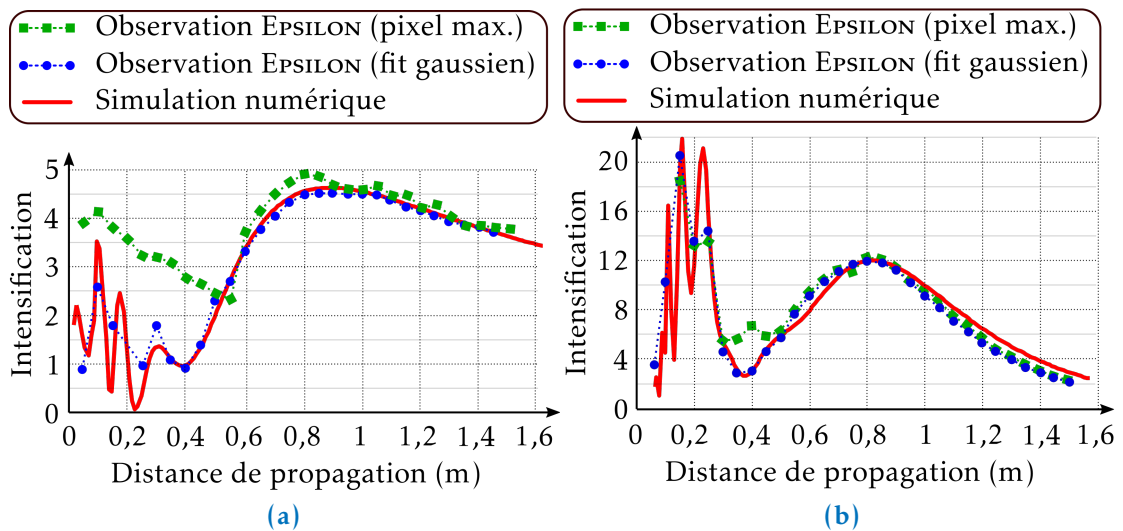 Observation EPSILON (pixel max.)
Observation EPSILON (fit gaussien)
Simulation numérique
Intensification
5
4
3
2
1
0
0 0,2 0,4 0,6 0,8 1 1,2 1,4 1,6
Distance de propagation (m)
(a)
Observation EPSILON (pixel max.)
Observation EPSILON (fit gaussien)
Simulation numérique
Intensification
20
16
12
8
4
0
0 0,2 0,4 0,6 0,8 1 1,2 1,4 1,6
Distance de propagation (m)
(b)